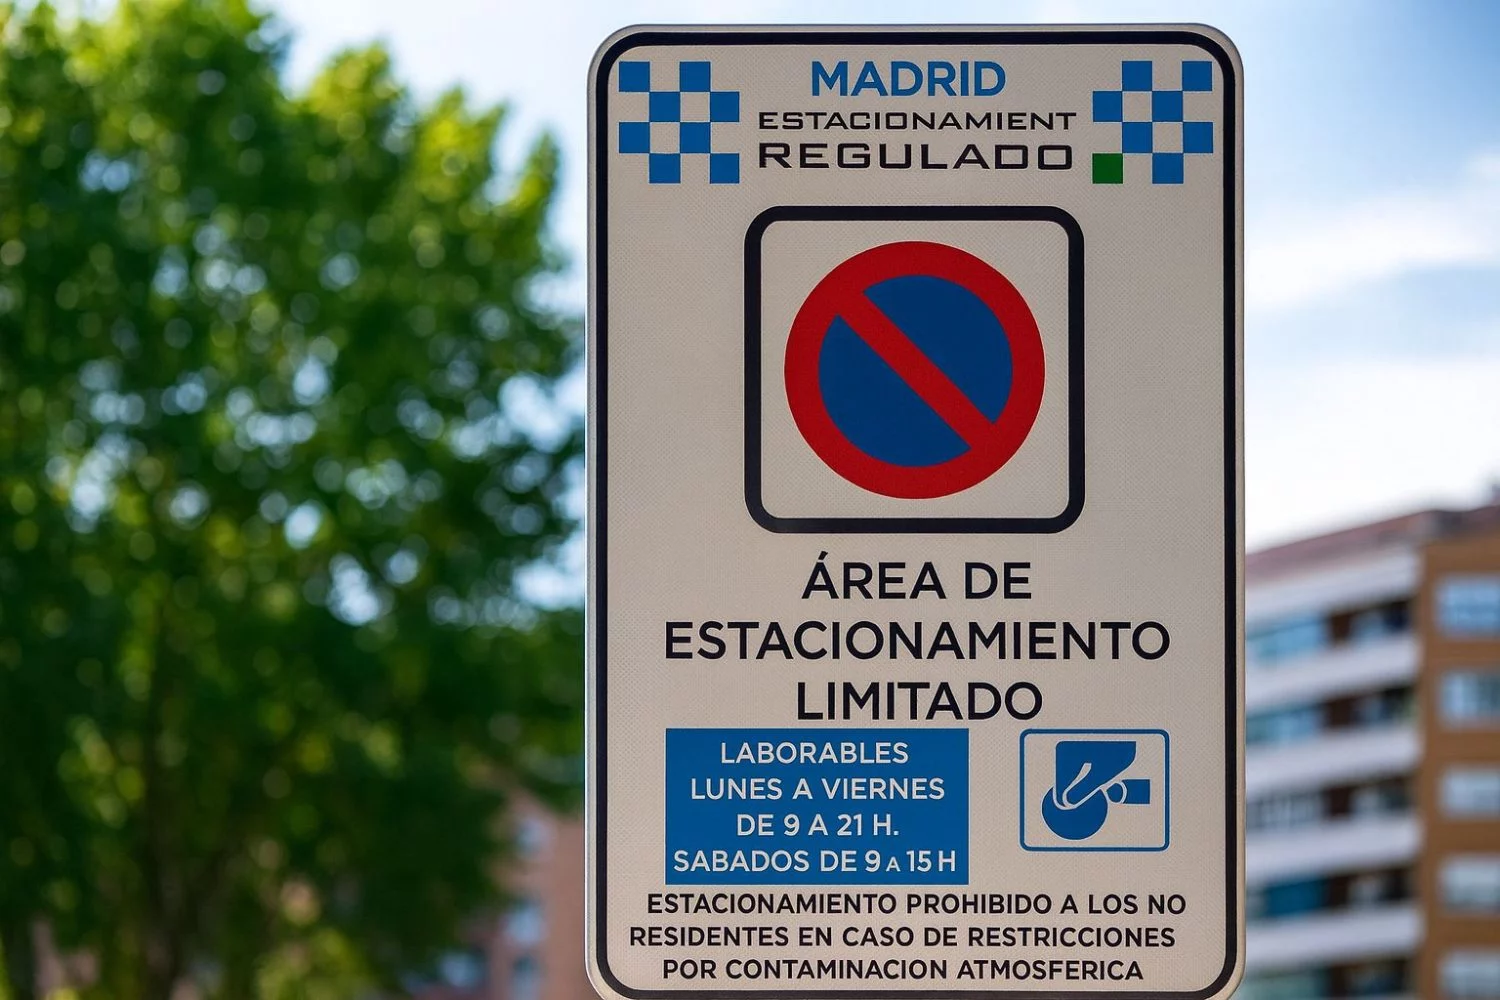 MADRID
ESTACIONAMIENT
REGULADO
ÁREA DE
ESTACIONAMIENTO
LIMITADO
LABORABLES
LUNES A VIERNES
DE 9 A 21 H.
SABADOS DE 9 A 15 H
ESTACIONAMIENTO PROHIBIDO A LOS NO
RESIDENTES EN CASO DE RESTRICCIONES
POR CONTAMINACION ATMOSFERICA